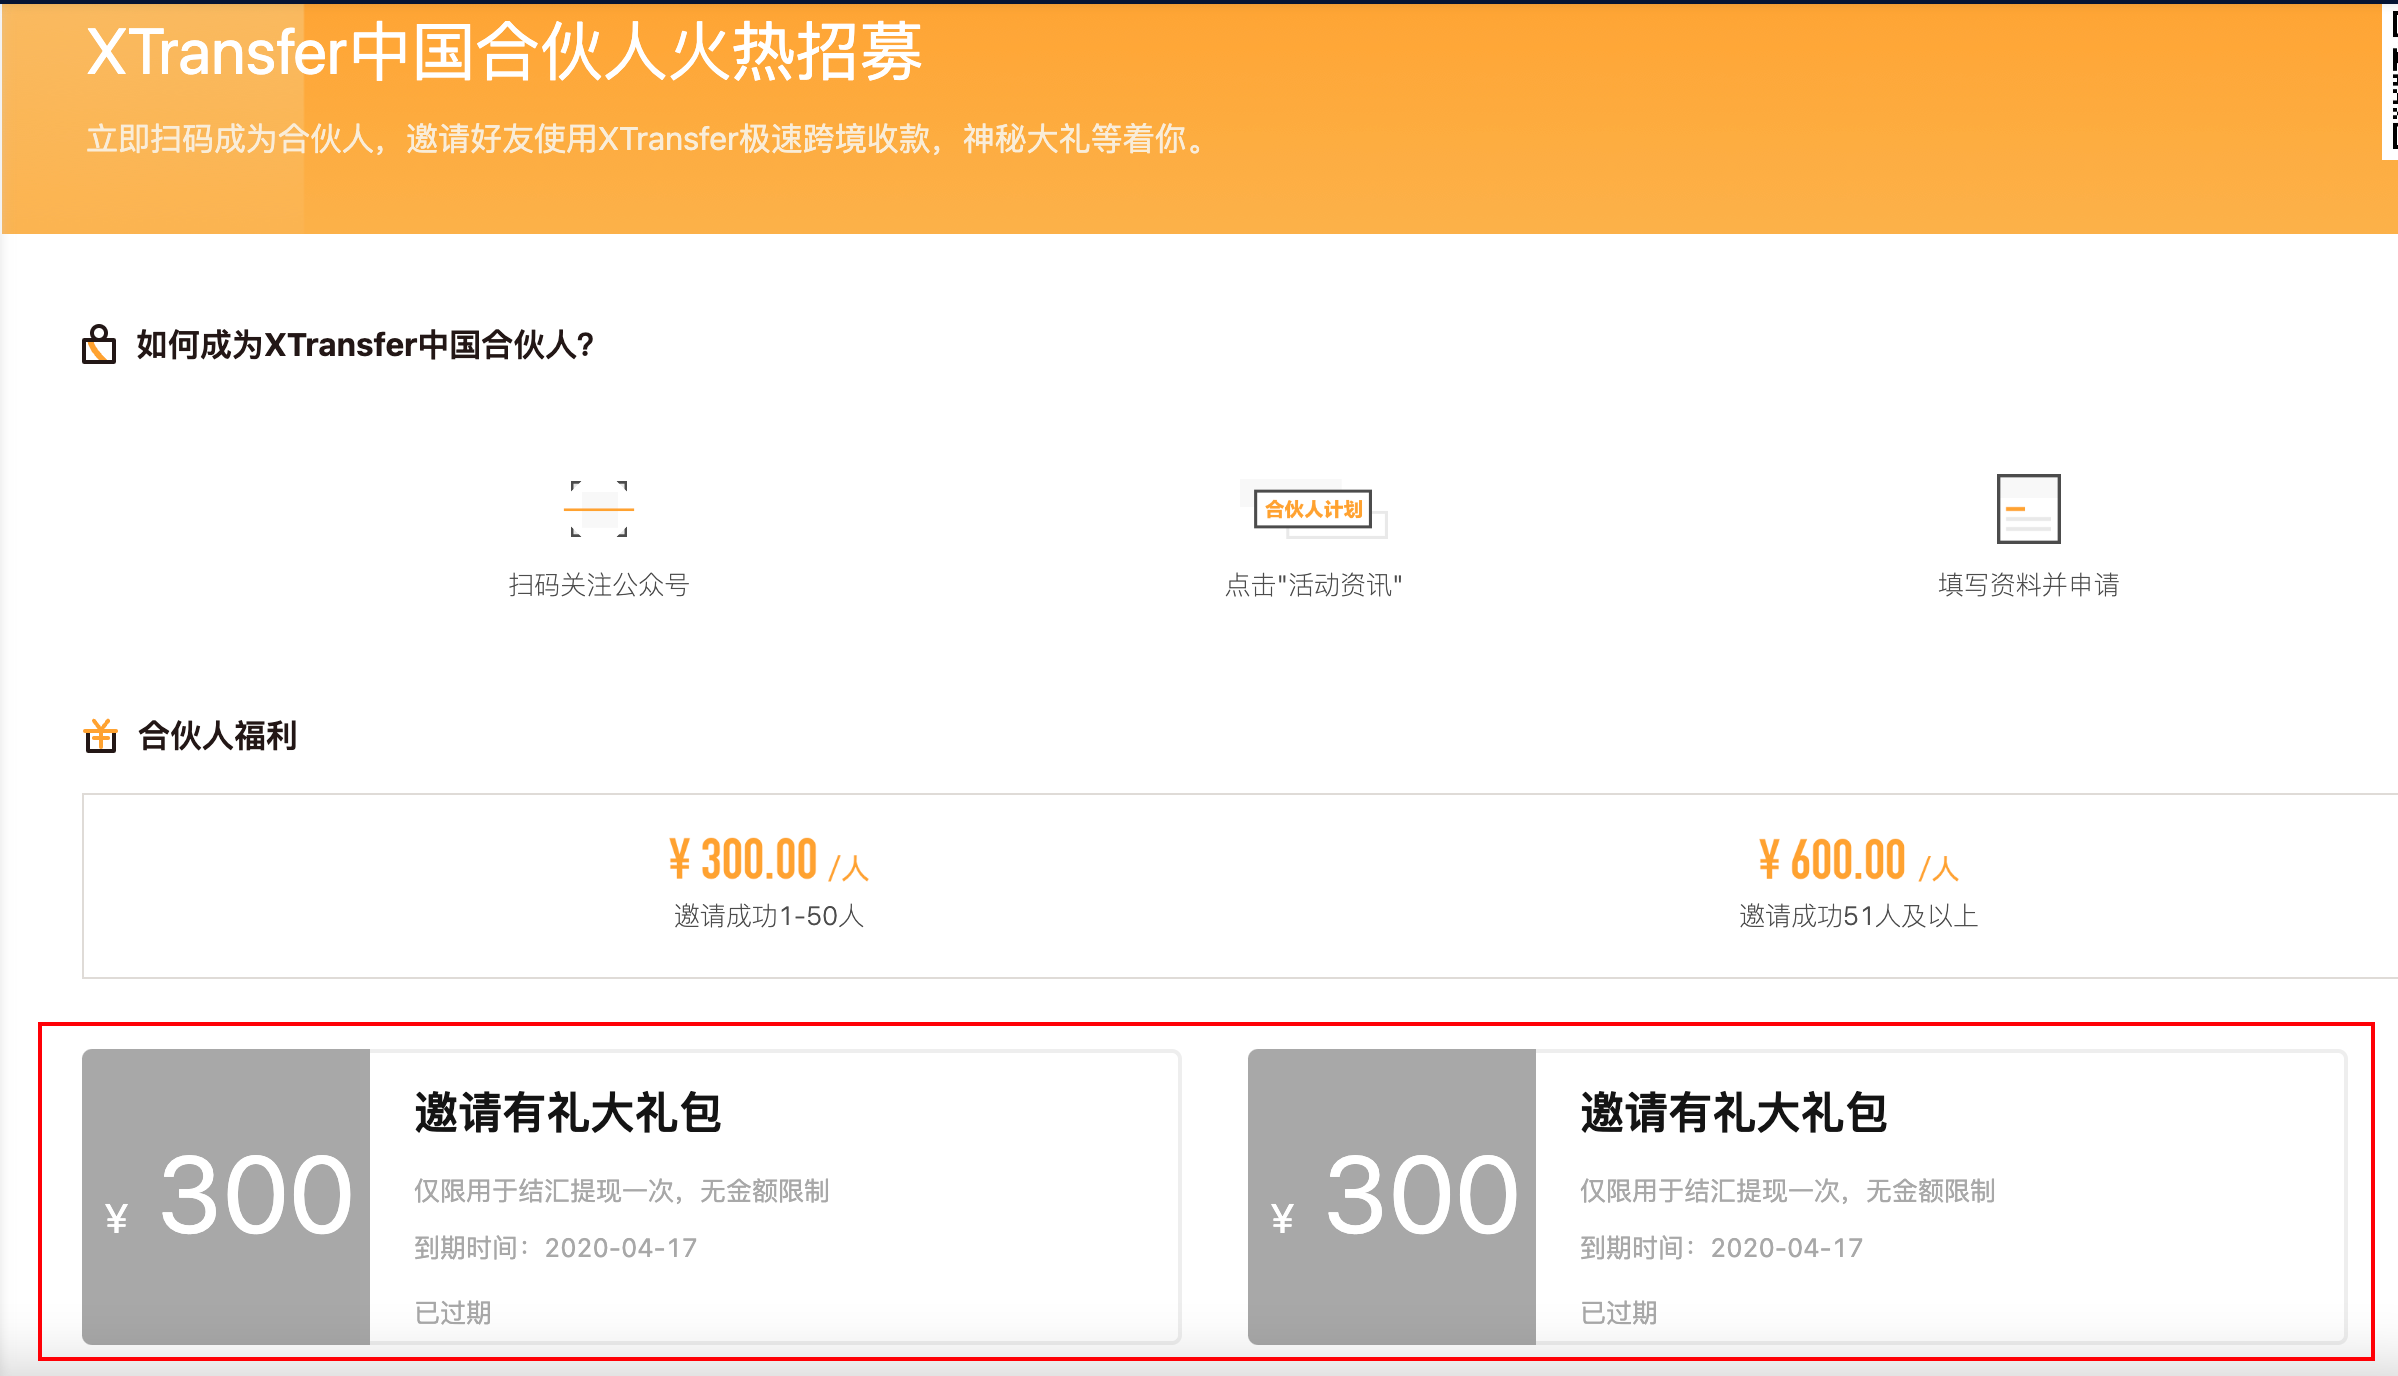 XTransfer中国合伙人火热招募
立即扫码成为合伙人，邀请好友使用XTransfer极速跨境收款，神秘大礼等着你。
如何成为XTransfer中国合伙人?
合伙人计划
扫码关注公众号
点击"活动资讯"
填写资料并申请
合伙人福利
¥ 300.00 /人
邀请成功1-50人
¥ 600.00 /人
邀请成功51人及以上
¥ 300
邀请有礼大礼包
仅限用于结汇提现一次，无金额限制
到期时间：2020-04-17
已过期
¥ 300
邀请有礼大礼包
仅限用于结汇提现一次，无金额限制
到期时间：2020-04-17
已过期